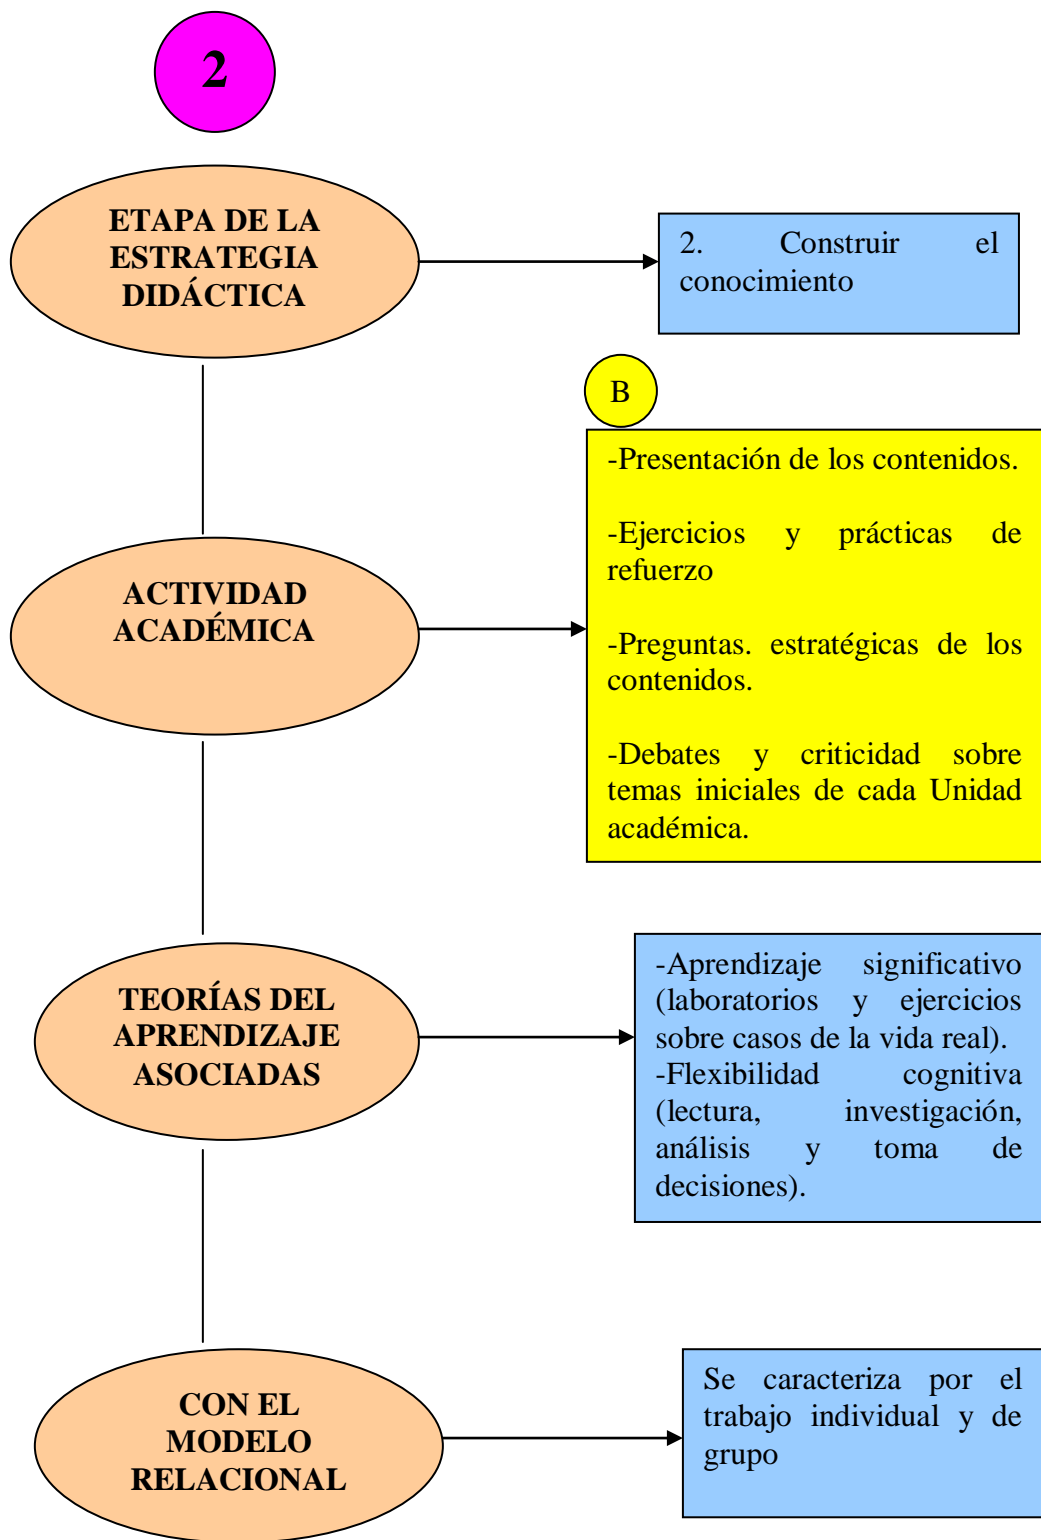 2
ETAPA DE LA
ESTRATEGIA
DIDÁCTICA
2. Construir el
conocimiento
B
-Presentación de los contenidos.
-Ejercicios y prácticas de
refuerzo
-Preguntas. estratégicas de los
contenidos.
-Debates y criticidad sobre
temas iniciales de cada Unidad
académica.
ACTIVIDAD
ACADÉMICA
TEORÍAS DEL
APRENDIZAJE
ASOCIADAS
-Aprendizaje significativo
(laboratorios y ejercicios
sobre casos de la vida real).
-Flexibilidad cognitiva
(lectura, investigación,
análisis y toma de
decisiones).
CON EL
MODELO
RELACIONAL
Se caracteriza por el
trabajo individual y de
grupo